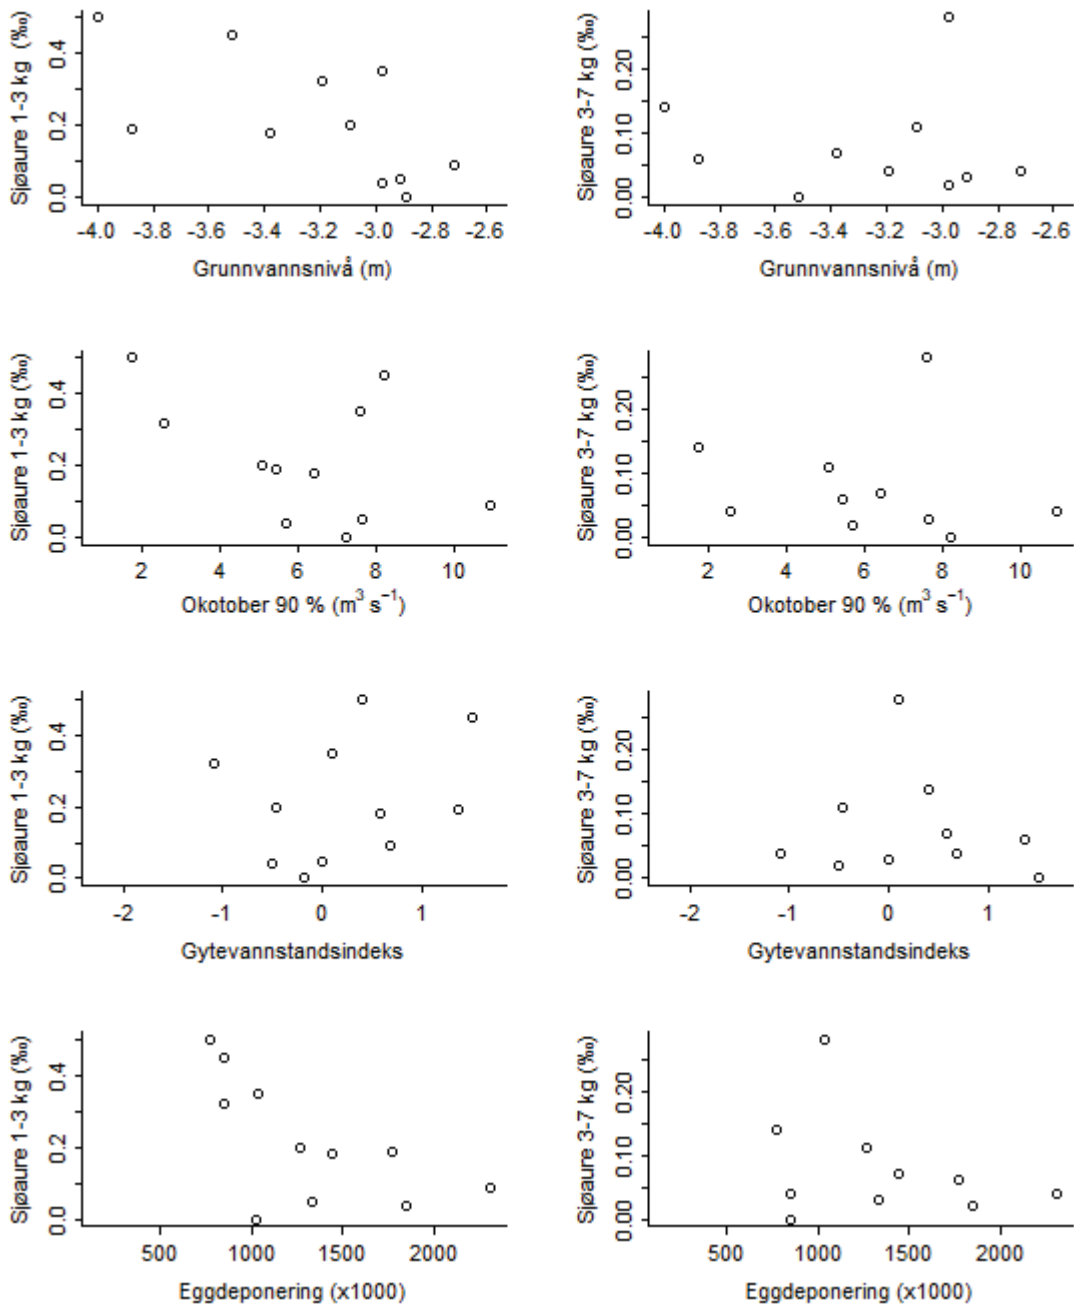 Sjøaure 1-3 kg (‰)
0.0 0.2 0.4
-4.0 -3.8 -3.6 -3.4 -3.2 -3.0 -2.8 -2.6
Grunnvannsnivå (m)
Sjøaure 3-7 kg (‰)
0.00 0.10 0.20
-4.0 -3.8 -3.6 -3.4 -3.2 -3.0 -2.8 -2.6
Grunnvannsnivå (m)
Sjøaure 1-3 kg (‰)
0.0 0.2 0.4
2 4 6 8 10
Okotober 90 % (m³ s⁻¹)
Sjøaure 3-7 kg (‰)
0.00 0.10 0.20
2 4 6 8 10
Okotober 90 % (m³ s⁻¹)
Sjøaure 1-3 kg (‰)
0.0 0.2 0.4
-2 -1 0 1
Gytevannstandsindeks
Sjøaure 3-7 kg (‰)
0.00 0.10 0.20
-2 -1 0 1
Gytevannstandsindeks
Sjøaure 1-3 kg (‰)
0.0 0.2 0.4
500 1000 1500 2000
Eggdeponering (x1000)
Sjøaure 3-7 kg (‰)
0.00 0.10 0.20
500 1000 1500 2000
Eggdeponering (x1000)